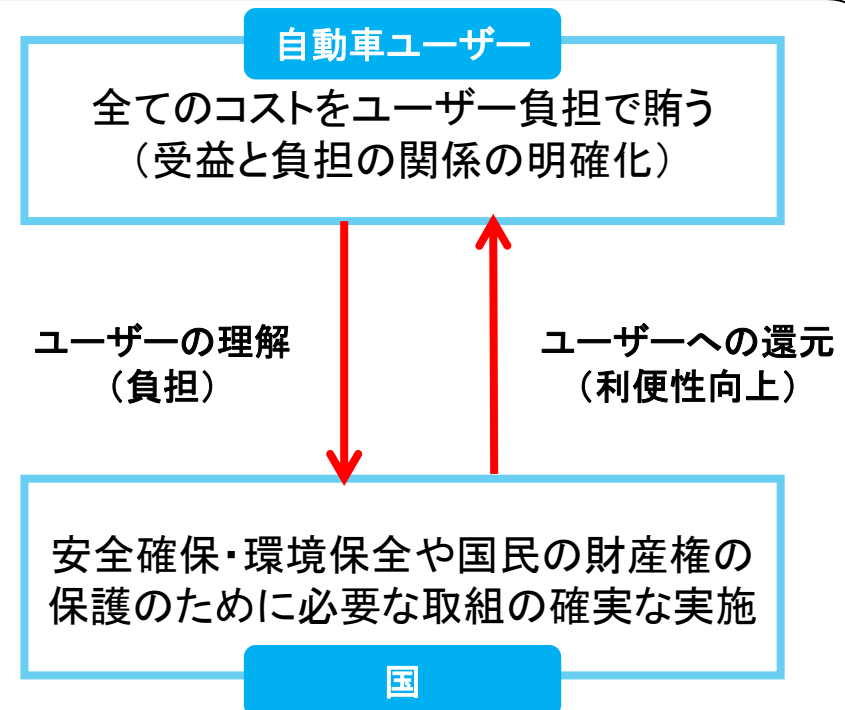 自動車ユーザー
全てのコストをユーザー負担で賄う
（受益と負担の関係の明確化）
ユーザーの理解
（負担）
ユーザーへの還元
（利便性向上）
安全確保・環境保全や国民の財産権の
保護のために必要な取組の確実な実施
国